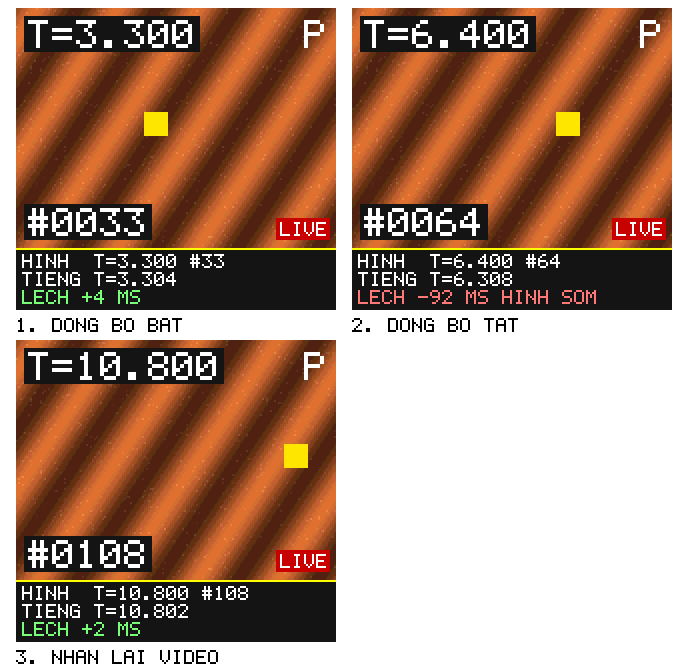 T=3.300
P
#0033
LIVE
HINH T=3.300 #33
TIENG T=3.304
LECH +4 MS
1. DONG BO BAT
T=6.400
P
#0064
LIVE
HINH T=6.400 #64
TIENG T=6.308
LECH -92 MS HINH SOM
2. DONG BO TAT
T=10.800
P
#0108
LIVE
HINH T=10.800 #108
TIENG T=10.802
LECH +2 MS
3. NHAN LAI VIDEO